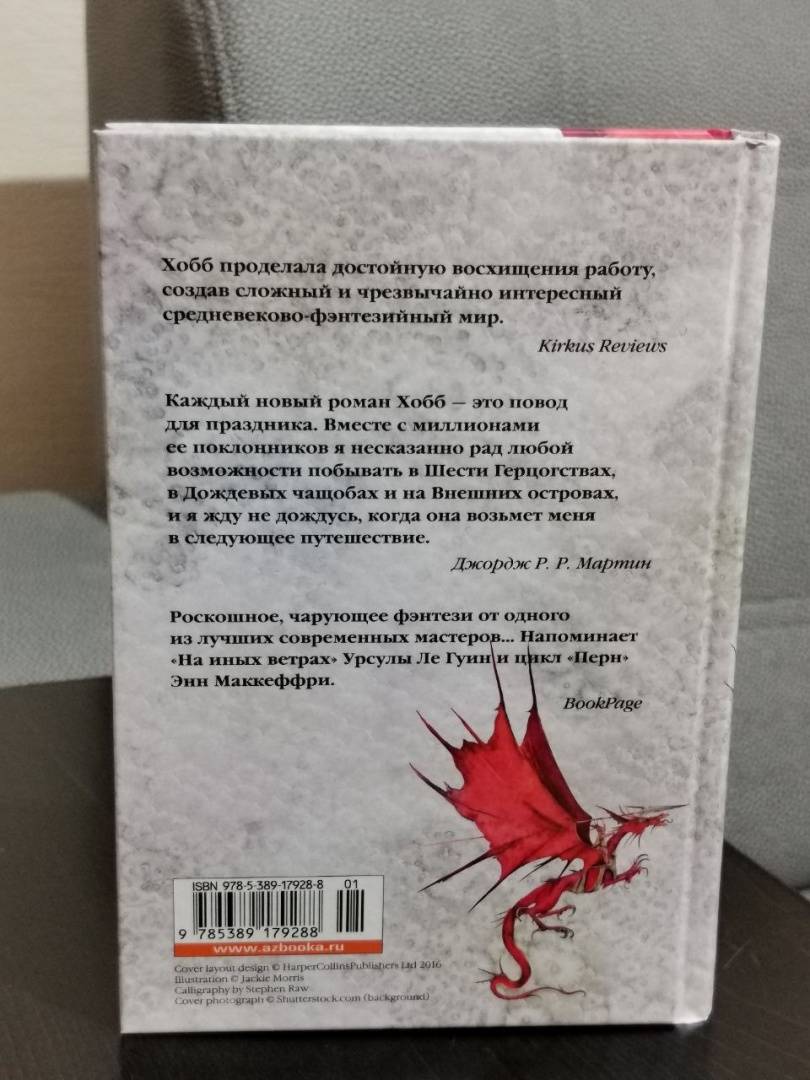 Хобб проделала достойную восхищения работу,
создав сложный и чрезвычайно интересный
средневеково-фэнтезийный мир.
Kirkus Reviews
Каждый новый роман Хобб — это повод
для праздника. Вместе с миллионами
ее поклонников я несказанно рад любой
возможности побывать в Шести Герцогствах,
в Дождевых чащобах и на Внешних островах,
и я жду не дождусь, когда она возьмет меня
в следующее путешествие.
Джордж Р. Р. Мартин
Роскошное, чарующее фэнтези от одного
из лучших современных мастеров... Напоминает
«На иных ветрах» Урсулы Ле Гуин и цикл «Перн»
Энн Маккеффри.
BookPage
ISBN 978-5-389-17928-8 01
9 785389 179288
www.azbooka.ru
Cover layout design © HarperCollinsPublishers Ltd 2016
Illustration © Jackie Morris
Calligraphy by Stephen Raw
Cover photograph © Shutterstock.com (background)